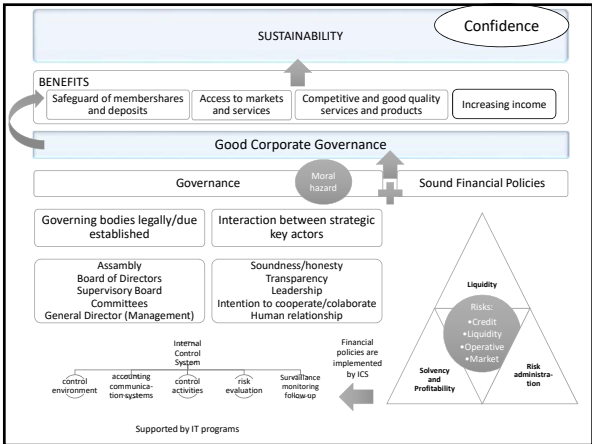 Confidence
SUSTAINABILITY
BENEFITS
Safeguard of membershares
and deposits
Access to markets
and services
Competitive and good quality
services and products
Increasing income
Good Corporate Governance
Governance
Moral
hazard
Sound Financial Policies
Governing bodies legally/due
established
Interaction between strategic
key actors
Assembly
Board of Directors
Supervisory Board
Committees
General Director (Management)
Soundness/honesty
Transparency
Leadership
Intention to cooperate/colaborate
Human relationship
Liquidity
Risks:
•Credit
•Liquidity
•Operative
•Market
Solvency
and
Profitability
Risk
administra-
tion
Internal
Control
System
control
environment
accounting
communica-
tion systems
control
activities
risk
evaluation
Survaillance
monitoring
follow up
Financial
policies are
implemented
by ICS
Supported by IT programs